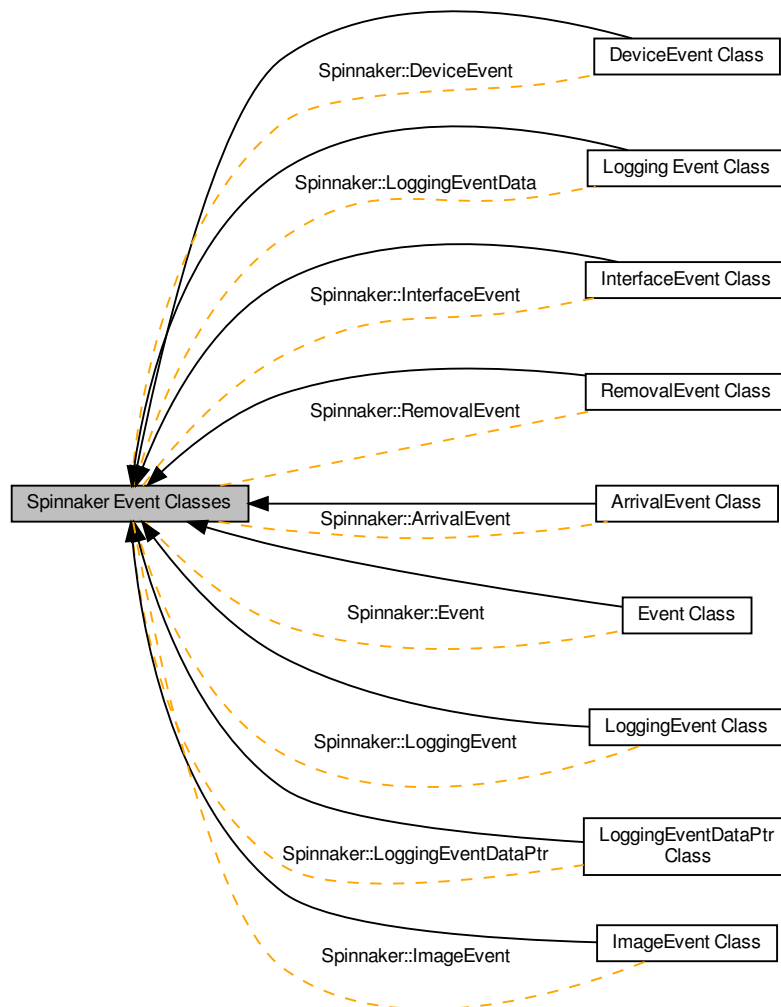 DeviceEvent Class
Spinnaker::DeviceEvent
Logging Event Class
Spinnaker::LoggingEventData
InterfaceEvent Class
Spinnaker::InterfaceEvent
RemovalEvent Class
Spinnaker::RemovalEvent
Spinnaker Event Classes
ArrivalEvent Class
Spinnaker::ArrivalEvent
Event Class
Spinnaker::Event
LoggingEvent Class
Spinnaker::LoggingEvent
LoggingEventDataPtr
Class
Spinnaker::LoggingEventDataPtr
ImageEvent Class
Spinnaker::ImageEvent